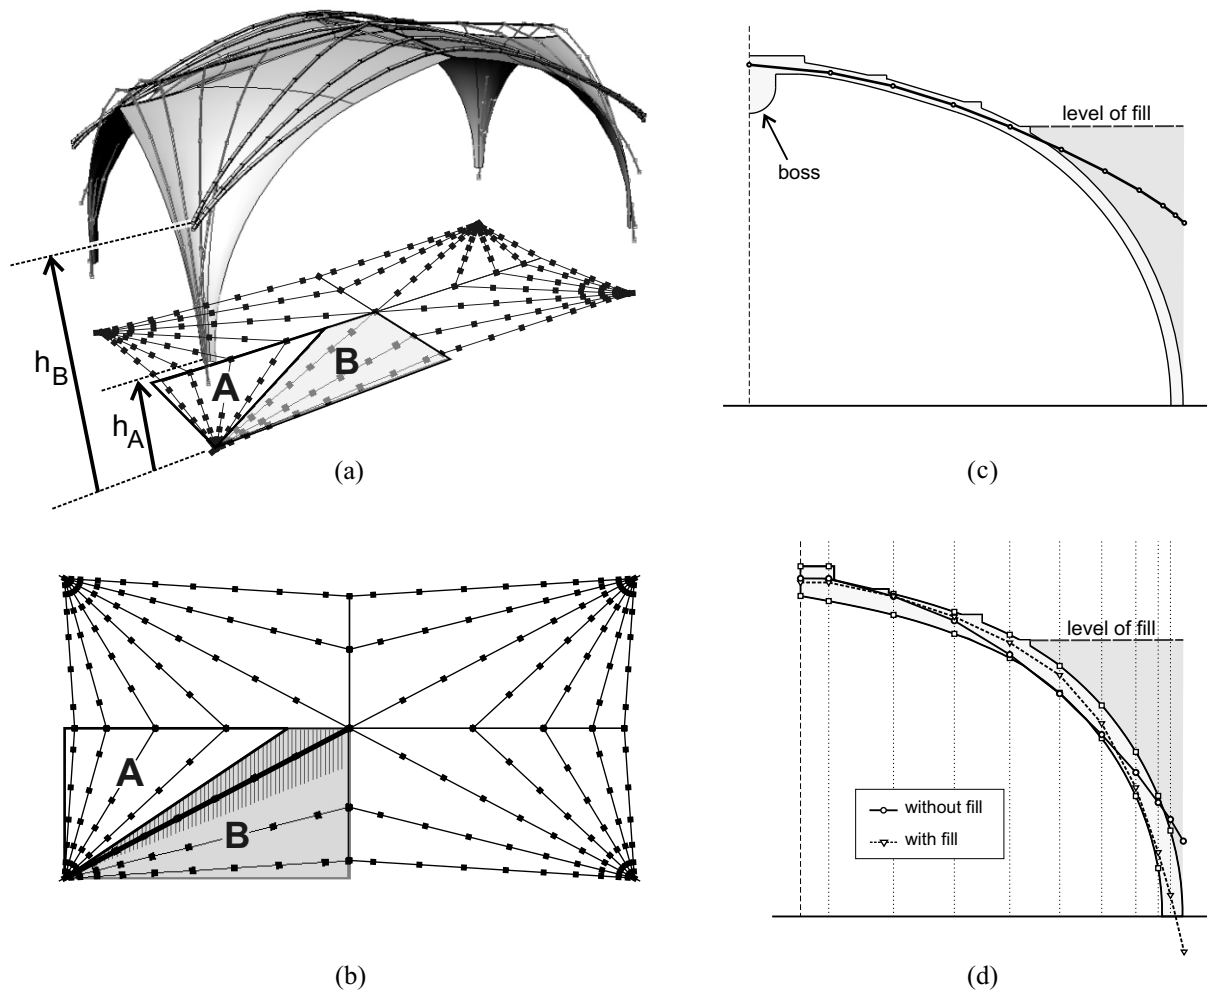 level of fill
boss
h_B
A
B
h_A
(a)
(c)
level of fill
A
B
without fill
with fill
(b)
(d)